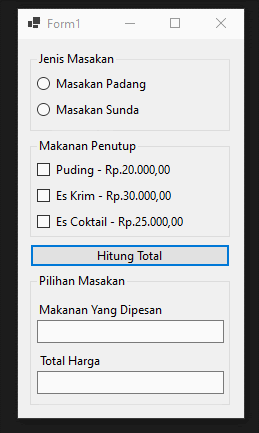 Form1
Jenis Masakan
Masakan Padang
Masakan Sunda
Makanan Penutup
Puding - Rp.20.000,00
Es Krim - Rp.30.000,00
Es Coktail - Rp.25.000,00
Hitung Total
Pilihan Masakan
Makanan Yang Dipesan
Total Harga